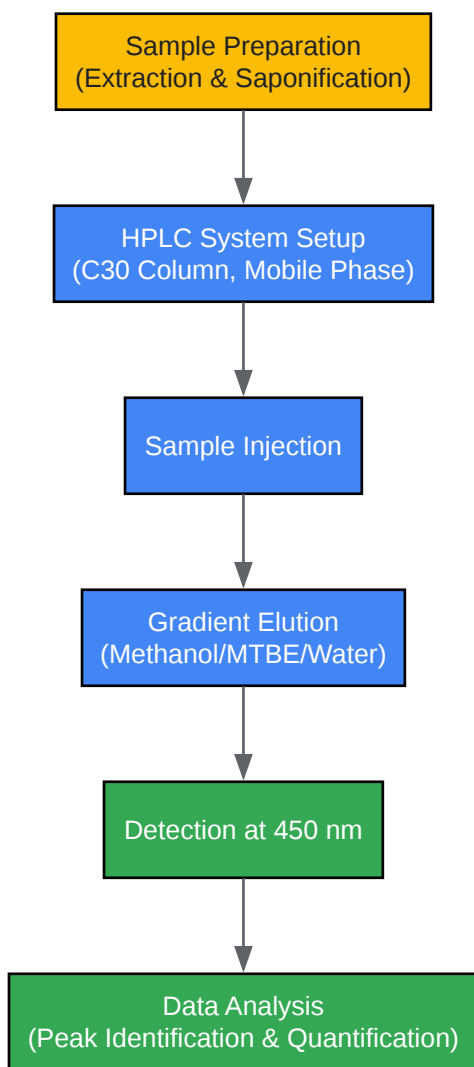 Sample Preparation
(Extraction & Saponification)
HPLC System Setup
(C30 Column, Mobile Phase)
Sample Injection
Gradient Elution
(Methanol/MTBE/Water)
Detection at 450 nm
Data Analysis
(Peak Identification & Quantification)